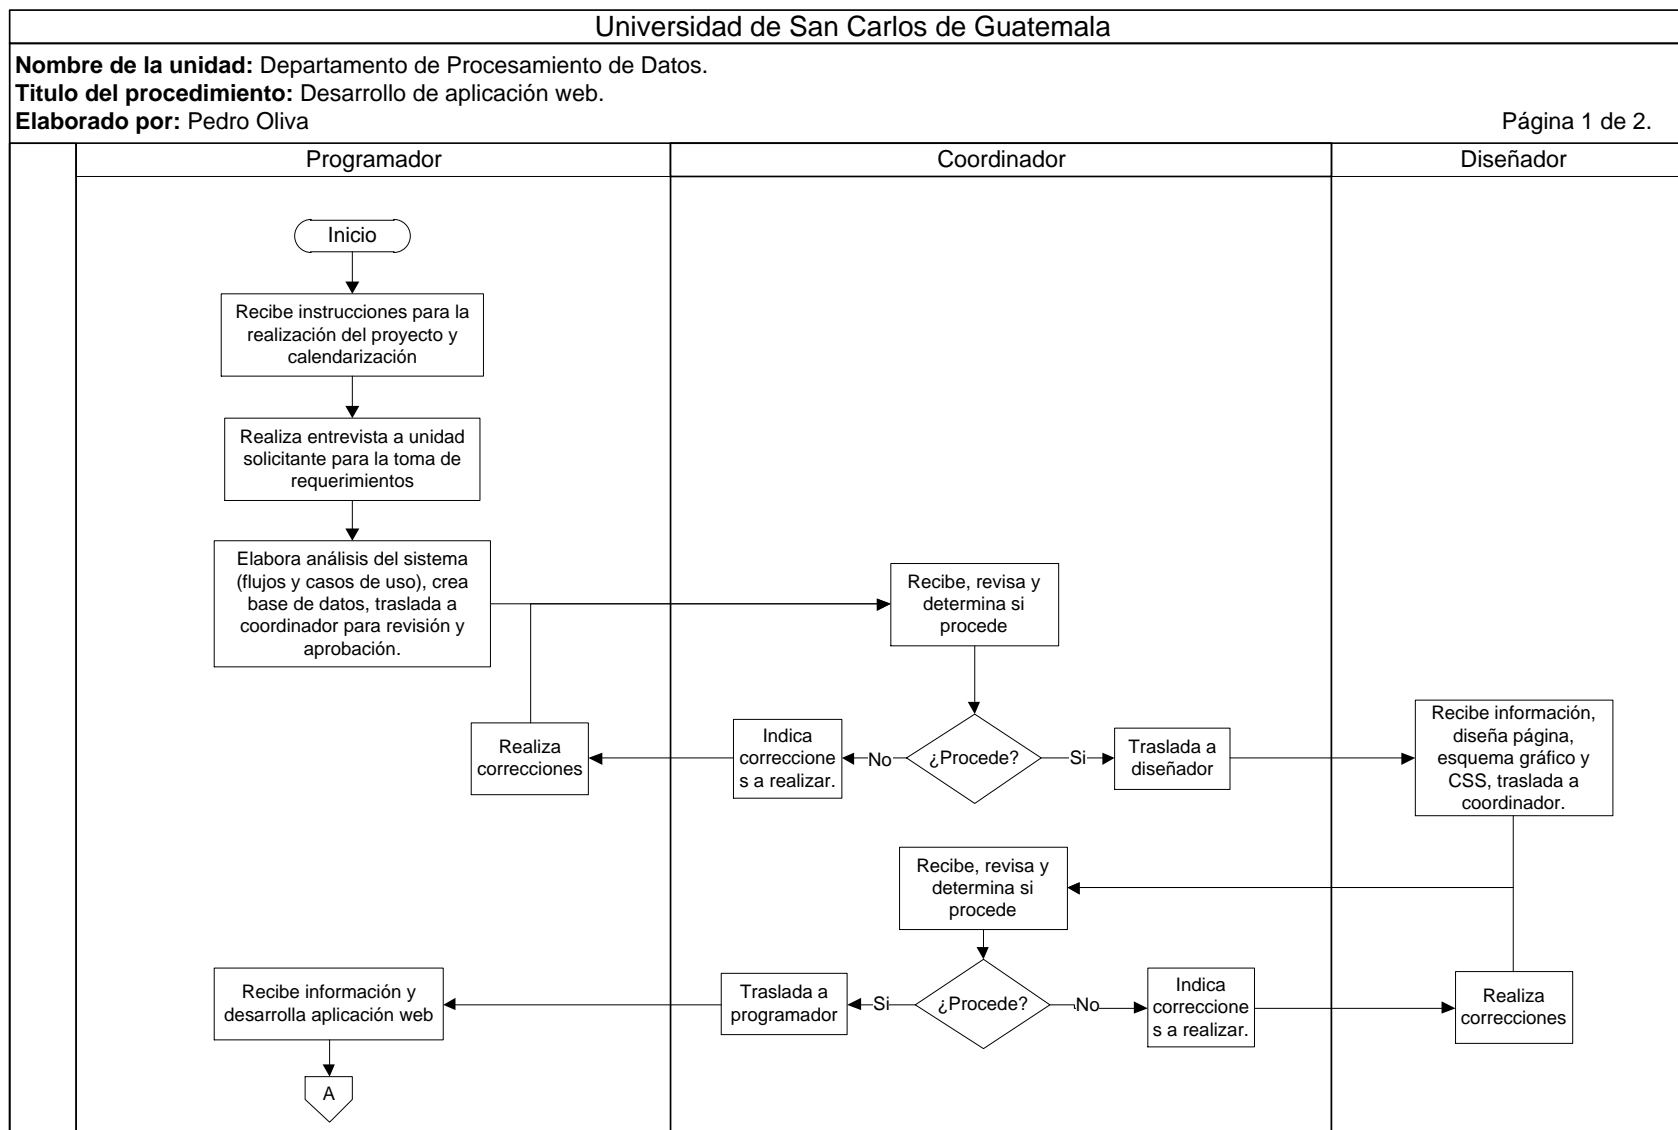 Universidad de San Carlos de Guatemala
Nombre de la unidad: Departamento de Procesamiento de Datos.
Titulo del procedimiento: Desarrollo de aplicación web.
Elaborado por: Pedro Oliva
Página 1 de 2.
Programador
Coordinador
Diseñador
Inicio
Recibe instrucciones para la
realización del proyecto y
calendarización
Realiza entrevista a unidad
solicitante para la toma de
requerimientos
Elabora análisis del sistema
(flujos y casos de uso), crea
base de datos, traslada a
coordinador para revisión y
aprobación.
Recibe, revisa y
determina si
procede
Realiza
correcciones
Indica
correccione
s a realizar.
No
¿Procede?
Si
Traslada a
diseñador
Recibe información,
diseña página,
esquema gráfico y
CSS, traslada a
coordinador.
Recibe, revisa y
determina si
procede
Recibe información y
desarrolla aplicación web
Traslada a
programador
Si
¿Procede?
No
Indica
correccione
s a realizar.
Realiza
correcciones
A